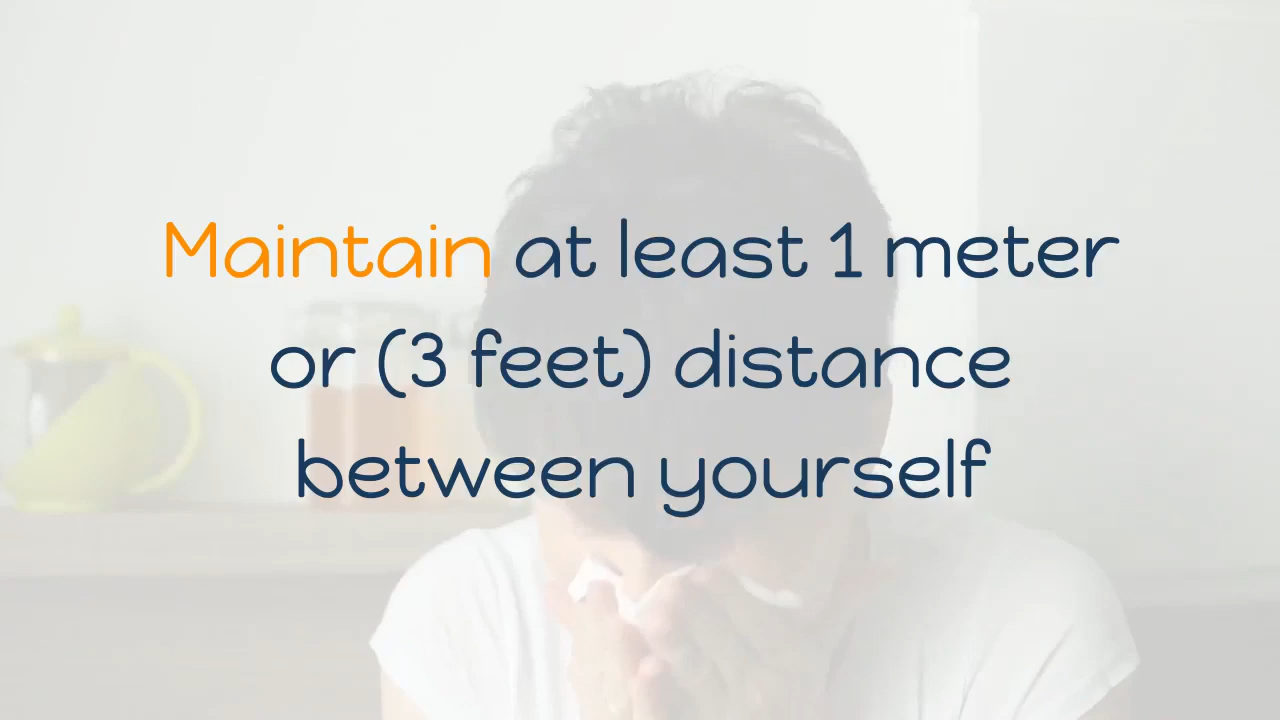 Maintain at least 1 meter
or (3 feet) distance
between yourself